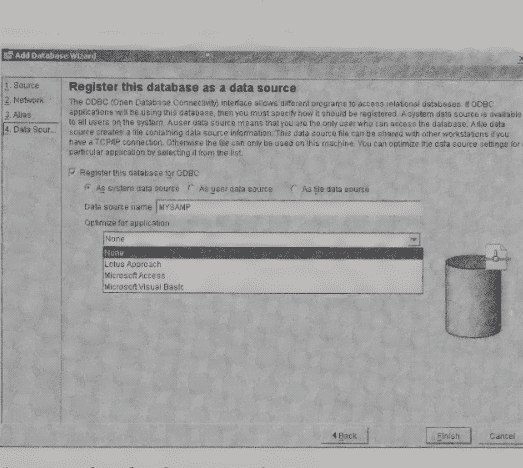 Add Database Wizard
1. Source
2. Network
3. Alias
4. Data Sour...
Register this database as a data source
The ODBC (Open Database Connectivity) interface allows different programs to access relational databases. If ODBC
applications will be using this database, then you must specify how it should be registered. A system data source is available
to all users on the system. A user data source means that you are the only user who can access the database. A file data
source creates a file containing data source information. This data source file can be shared with other workstations if you
have a TCP/IP connection. Otherwise the file can only be used on this machine. You can optimize the data source settings for
particular application by selecting it from the list.
Register this database for ODBC
As system data source As user data source As file data source
Data source name MYSAMP
Optimize for application
None
None
Lotus Approach
Microsoft Access
Microsoft Visual Basic
Back Finish Cancel